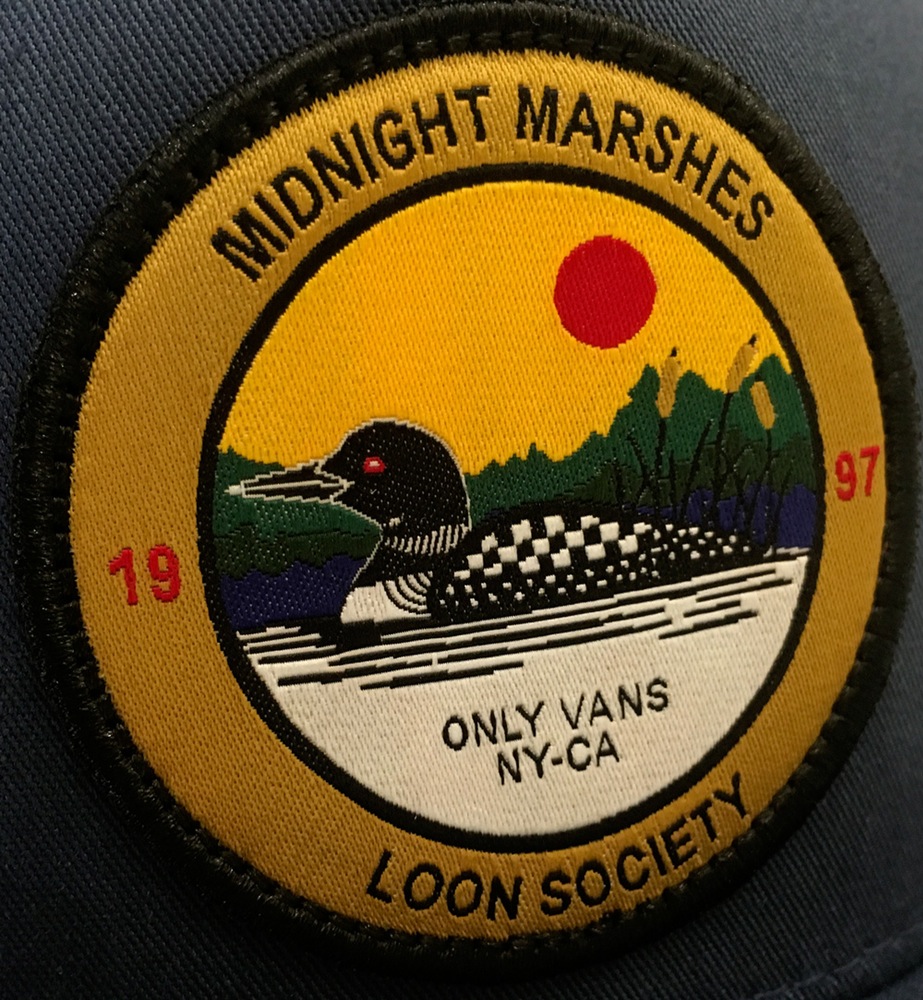 MIDNIGHT MARSHES
19 97
ONLY VANS
NY-CA
LOON SOCIETY